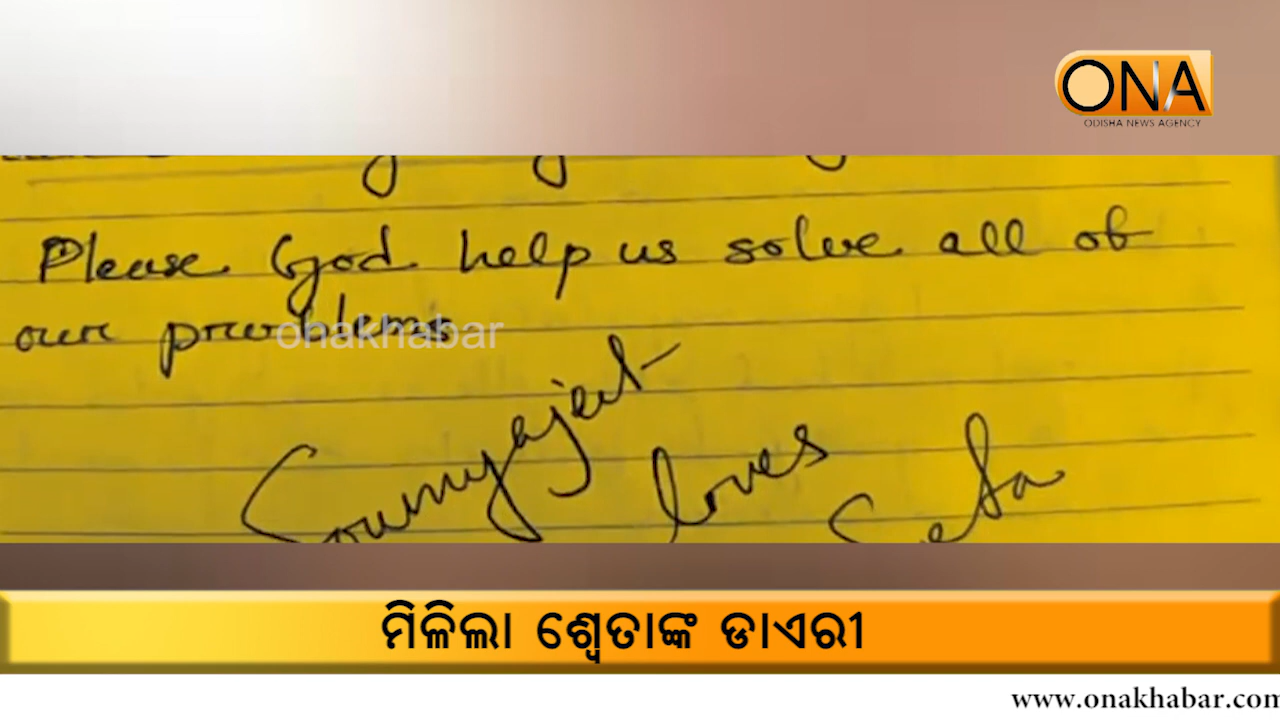 ONA
ODISHA NEWS AGENCY
Please God help us solve all of
our problems
onakhabar
Soumyajeet
loves
ମିଳିଲା ଶ୍ୱେତାଙ୍କ ଡାଏରୀ
www.onakhabar.com